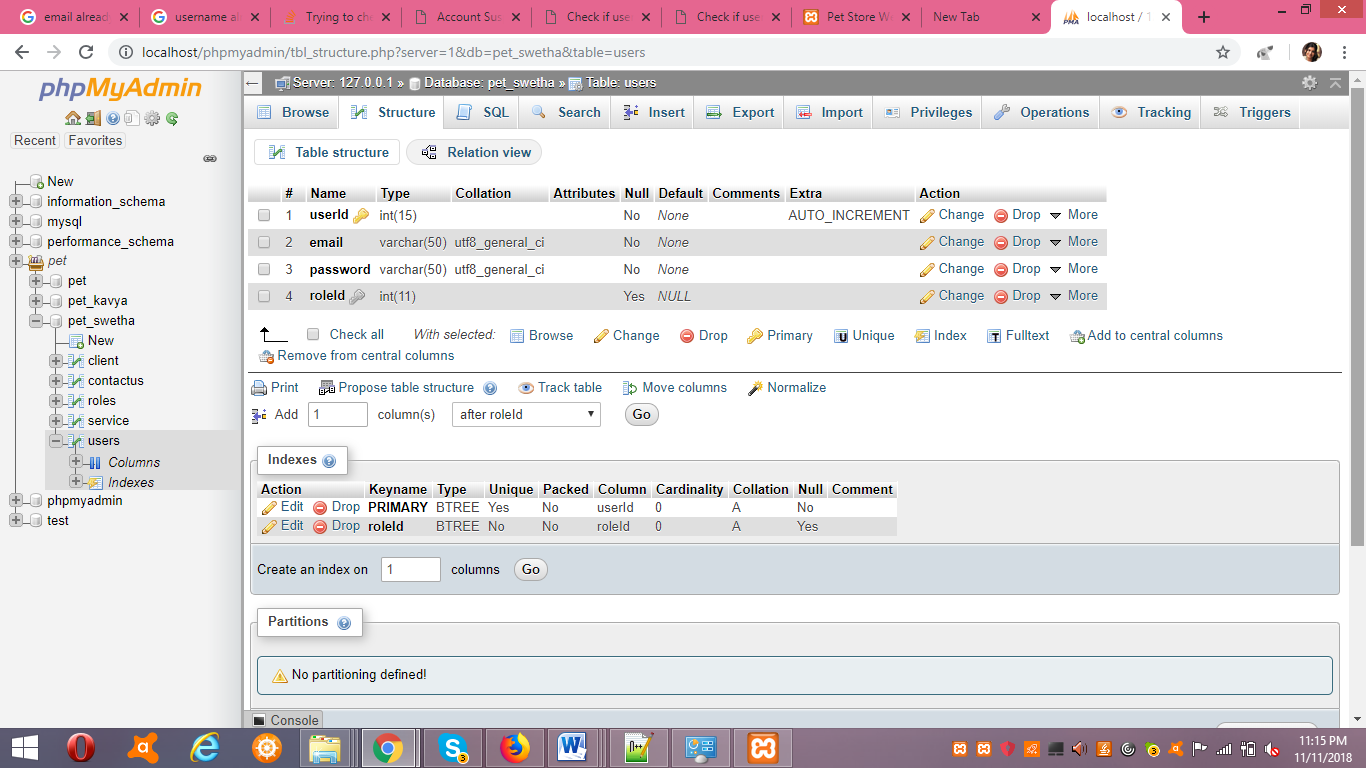 email alread
username al
Trying to che
Account Sus
Check if use
Check if use
Pet Store W
New Tab
localhost / 1
localhost/phpmyadmin/tbl_structure.php?server=1&db=pet_swetha&table=users
phpMyAdmin
Recent Favorites
New
information_schema
mysql
performance_schema
pet
pet
pet_kavya
pet_swetha
New
client
contactus
roles
service
users
Columns
Indexes
phpmyadmin
test
Server: 127.0.0.1 » Database: pet_swetha » Table: users
Browse Structure SQL Search Insert Export Import Privileges Operations Tracking Triggers
Table structure Relation view
# Name Type Collation Attributes Null Default Comments Extra Action
1 userId int(15) No None AUTO_INCREMENT Change Drop More
2 email varchar(50) utf8_general_ci No None Change Drop More
3 password varchar(50) utf8_general_ci No None Change Drop More
4 roleId int(11) Yes NULL Change Drop More
Check all With selected: Browse Change Drop Primary Unique Index Fulltext Add to central columns
Remove from central columns
Print Propose table structure Track table Move columns Normalize
Add 1 column(s) after roleId Go
Indexes
Action Keyname Type Unique Packed Column Cardinality Collation Null Comment
Edit Drop PRIMARY BTREE Yes No userId 0 A No
Edit Drop roleId BTREE No No roleId 0 A Yes
Create an index on 1 columns Go
Partitions
No partitioning defined!
Console
11:15 PM
11/11/2018